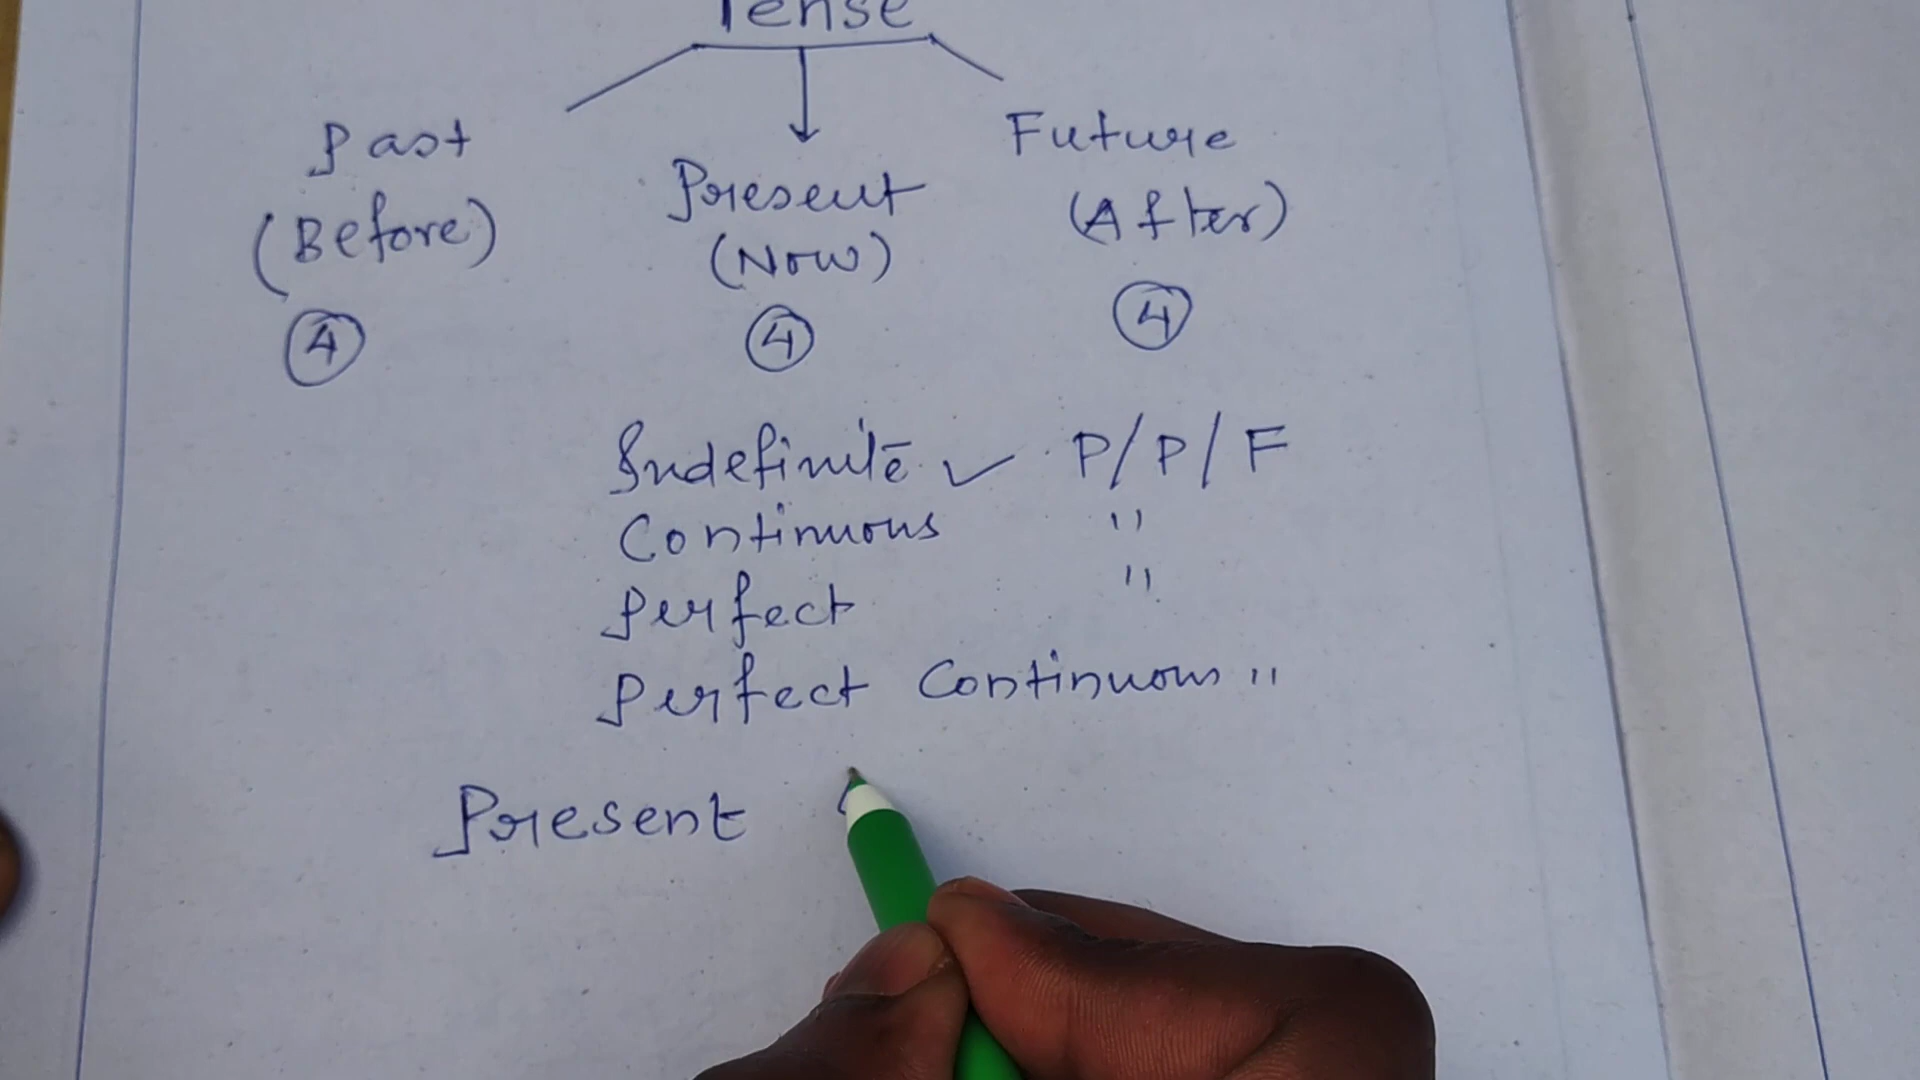 Tense
Past Present Future
(Before) (Now) (After)
4 4 4
Indefinite ✓ P/P/F
Continuous "
Perfect "
Perfect Continuous "
Present